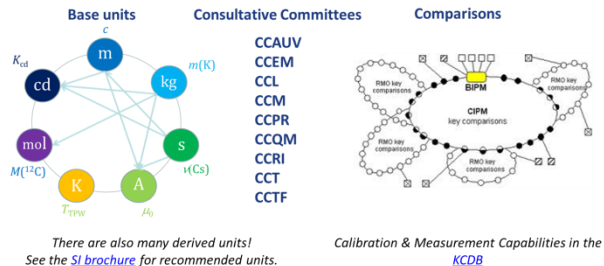 Base units
c
m
K_cd
cd
m(K)
kg
mol
M(¹²C)
s
ν(Cs)
K
T_TPW
A
μ₀
There are also many derived units!
See the SI brochure for recommended units.
Consultative Committees
CCAUV
CCEM
CCL
CCM
CCPR
CCQM
CCRI
CCT
CCTF
Comparisons
RMO key
comparisons
BIPM
CIPM
key comparisons
RMO key
comparisons
RMO key
comparisons
RMO key
comparisons
Calibration & Measurement Capabilities in the
KCDB